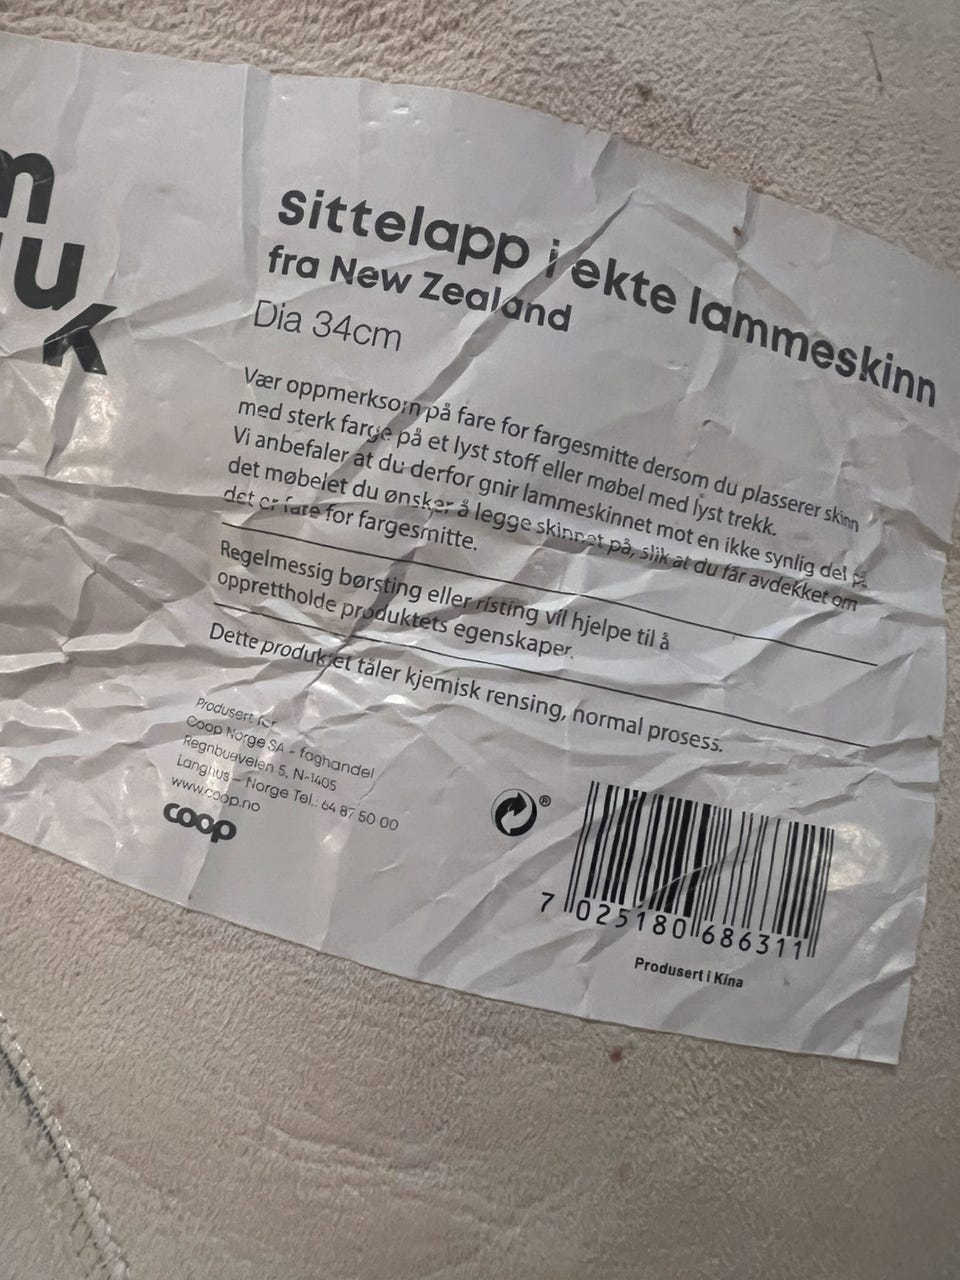 n
u
k
sittelapp i ekte lammeskinn
fra New Zealand
Dia 34cm
Vær oppmerksom på fare for fargesmitte dersom du plasserer skinn
med sterk farge på et lyst stoff eller møbel med lyst trekk.
Vi anbefaler at du derfor gnir lammeskinnet mot en ikke synlig del på
det møbelet du ønsker å legge skinnet på, slik at du får avdekket om
det er fare for fargesmitte.
Regelmessig børsting eller risting vil hjelpe til å
opprettholde produktets egenskaper.
Dette produktet tåler kjemisk rensing, normal prosess.
Produsert for
Coop Norge SA - faghandel
Regnbueveien 5, N-1405
Langhus – Norge Tel.: 64 87 50 00
www.coop.no
coop
®
7 025180 686311
Produsert i Kina